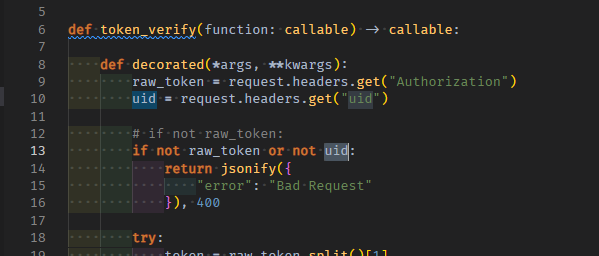 5
6 def token_verify(function: callable) -> callable:
7
8 def decorated(*args, **kwargs):
9 raw_token = request.headers.get("Authorization")
10 uid = request.headers.get("uid")
11
12 # if not raw_token:
13 if not raw_token or not uid:
14 return jsonify({
15 "error": "Bad Request"
16 }), 400
17
18 try:
19 token = raw_token.split()[1]